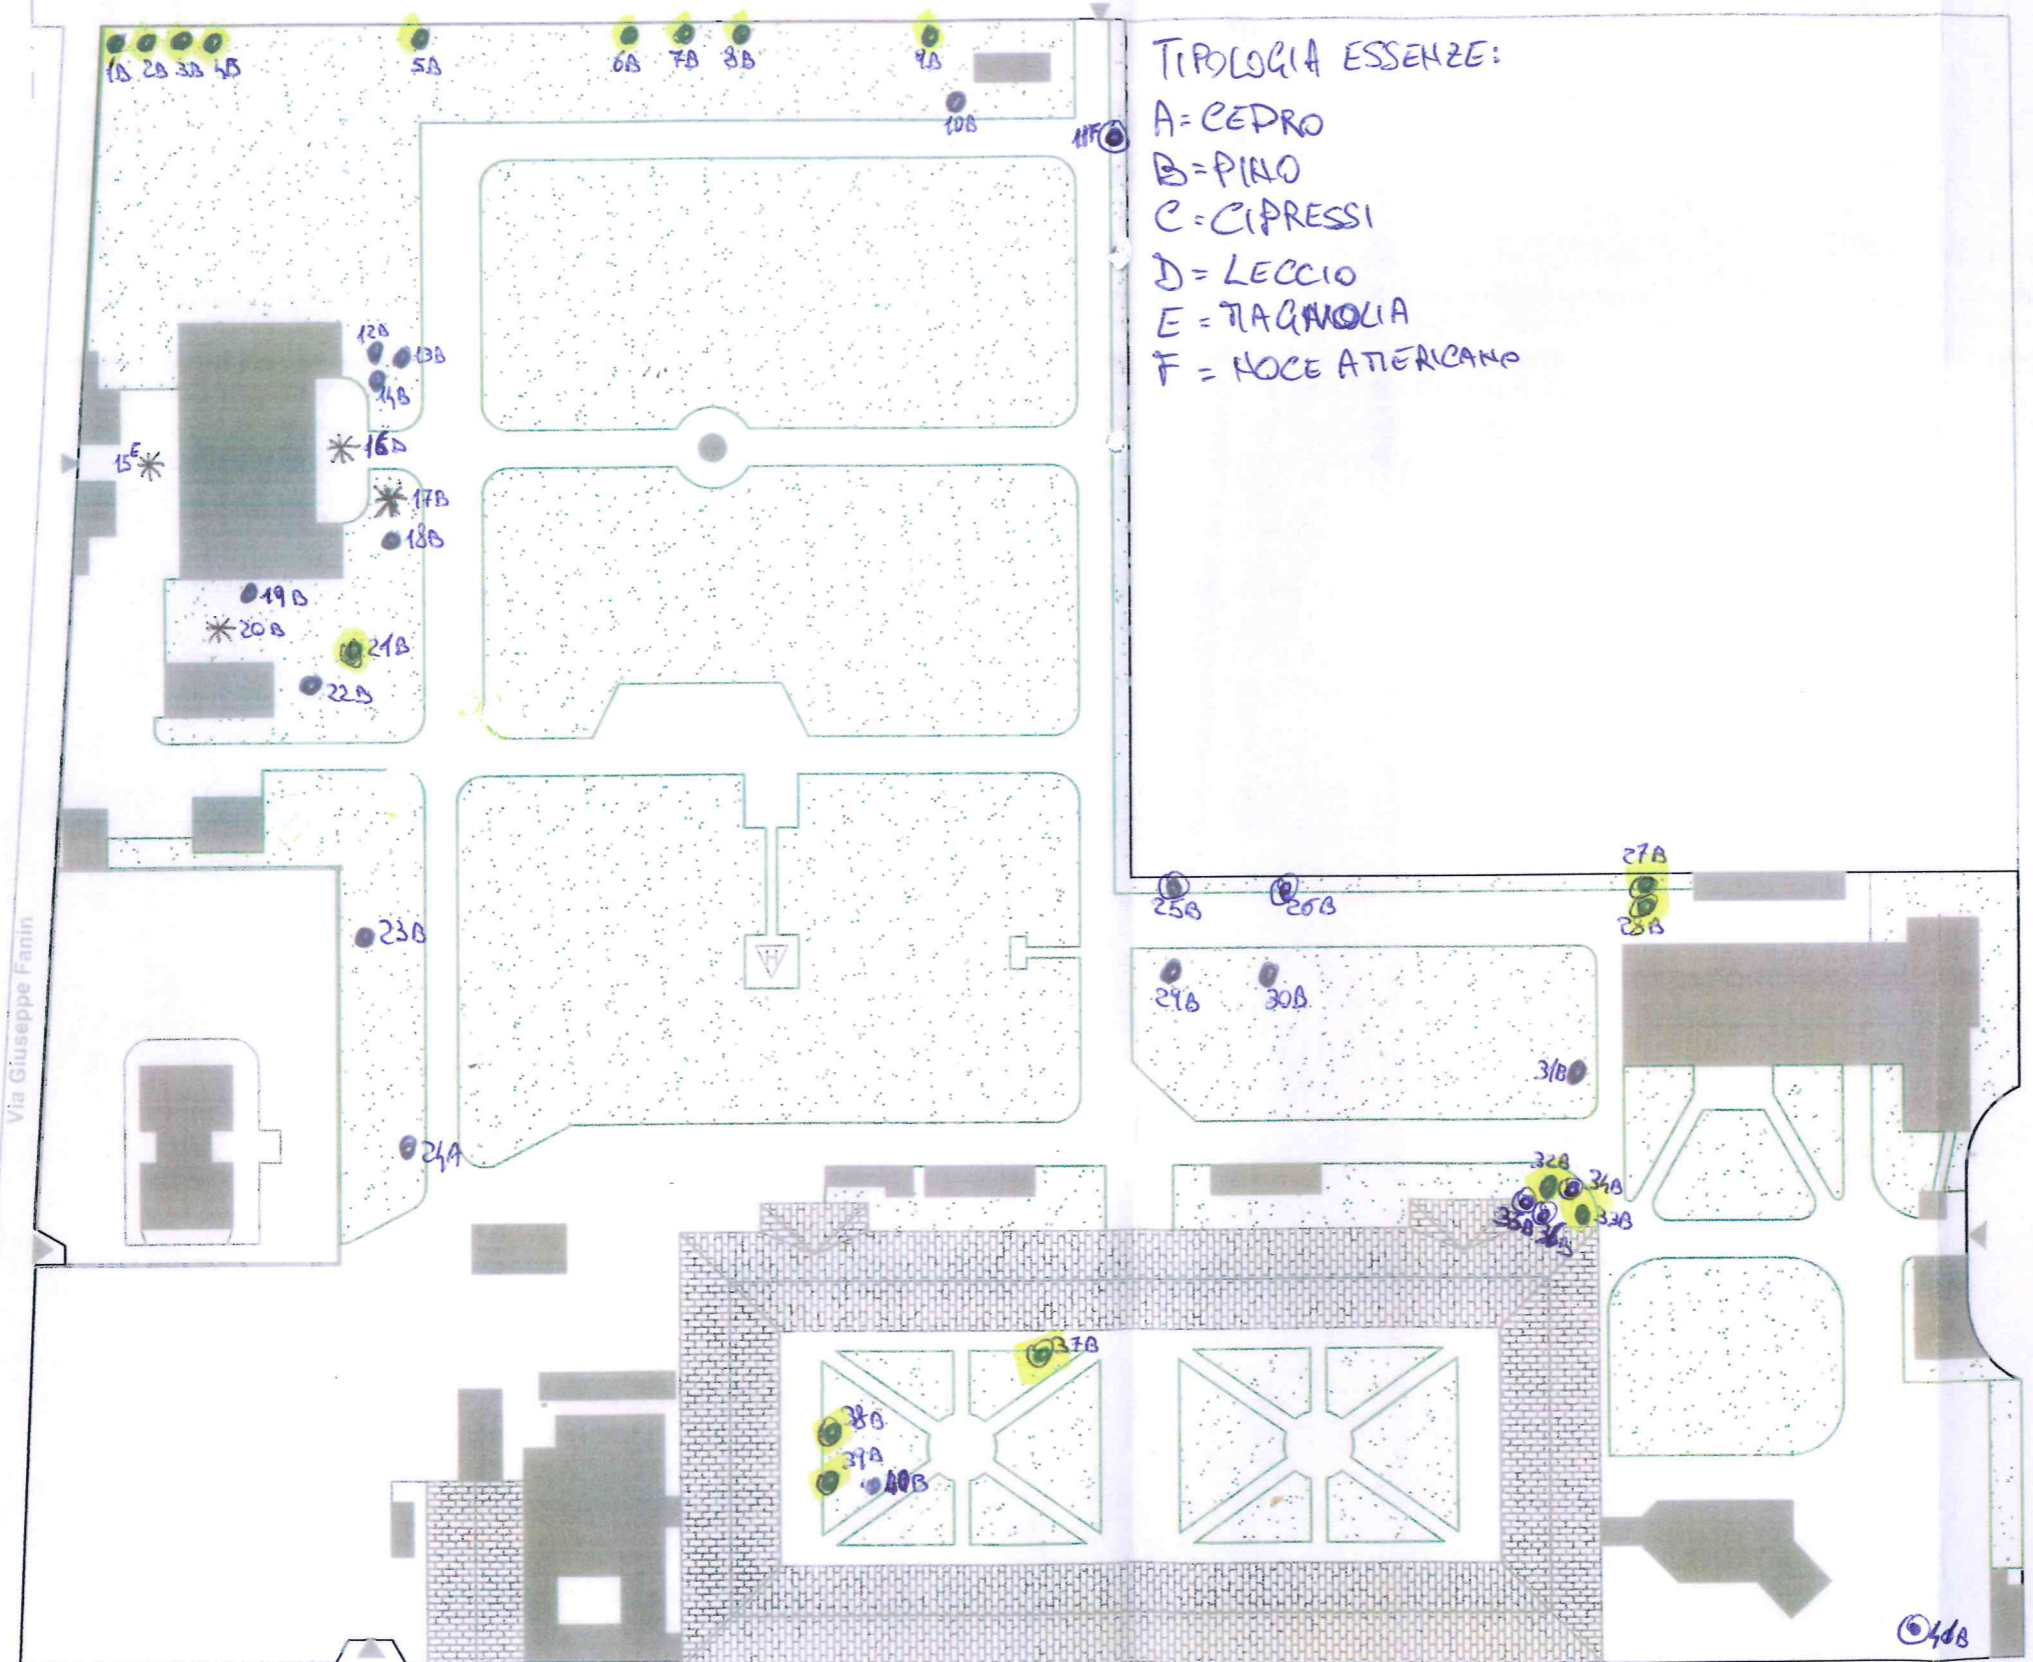 1B 2B 3B 4B
5B
6B 7B 8B
9B
10B
11F
TIPOLOGIA ESSENZE:
A = CEDRO
B = PINO
C = CIPRESSI
D = LECCIO
E = MAGNOLIA
F = NOCE AMERICANO
12B
13B
14B
15E
16B
17B
18B
19B
20B
21B
22B
23B
24A
Via Giuseppe Fanin
25B
26B
27B
28B
29B
30B
31B
32B
34B
33B
35B
36B
H
37B
38B
39B
40B
41B